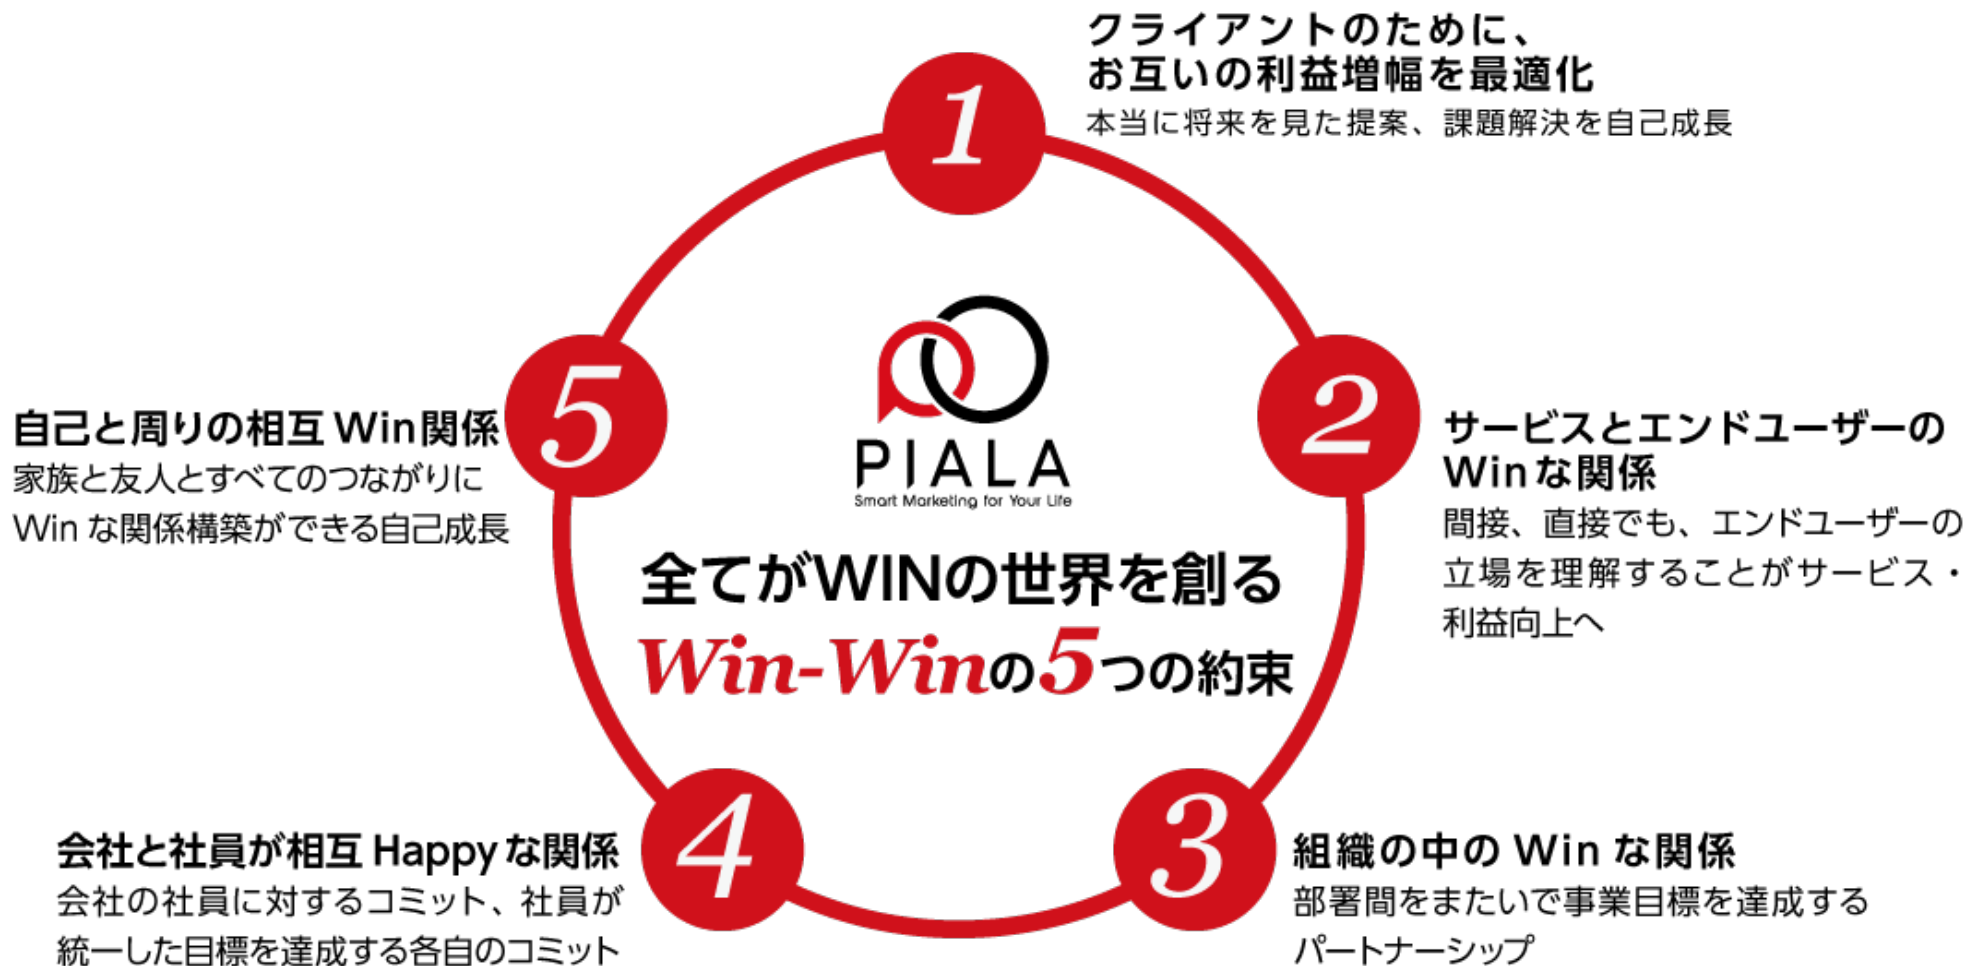 1
クライアントのために、
お互いの利益増幅を最適化
本当に将来を見た提案、課題解決を自己成長
2
サービスとエンドユーザーの
Winな関係
間接、直接でも、エンドユーザーの
立場を理解することがサービス・
利益向上へ
3
組織の中の Win な関係
部署間をまたいで事業目標を達成する
パートナーシップ
4
会社と社員が相互 Happyな関係
会社の社員に対するコミット、社員が
統一した目標を達成する各自のコミット
5
自己と周りの相互 Win関係
家族と友人とすべてのつながりに
Win な関係構築ができる自己成長
PIALA
Smart Marketing for Your Life
全てがWINの世界を創る
Win-Winの5つの約束